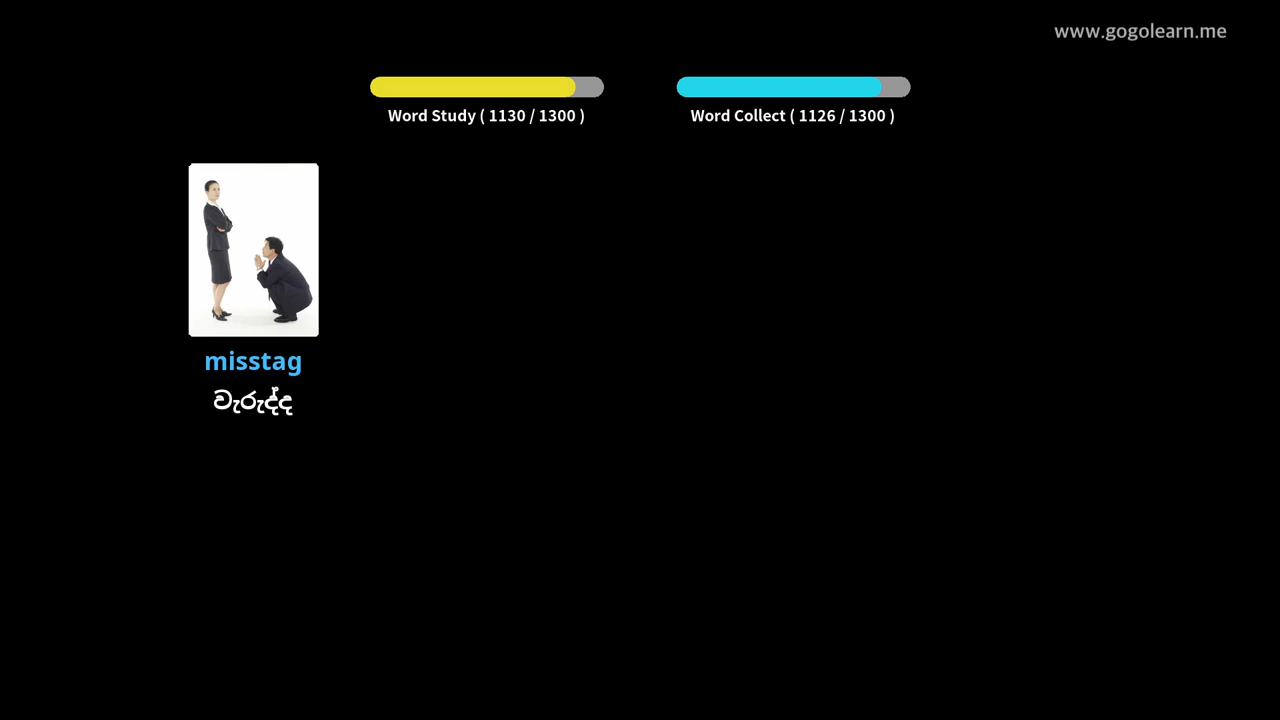 www.gogolearn.me
Word Study ( 1130 / 1300 )
Word Collect ( 1126 / 1300 )
misstag
වැරුද්ද